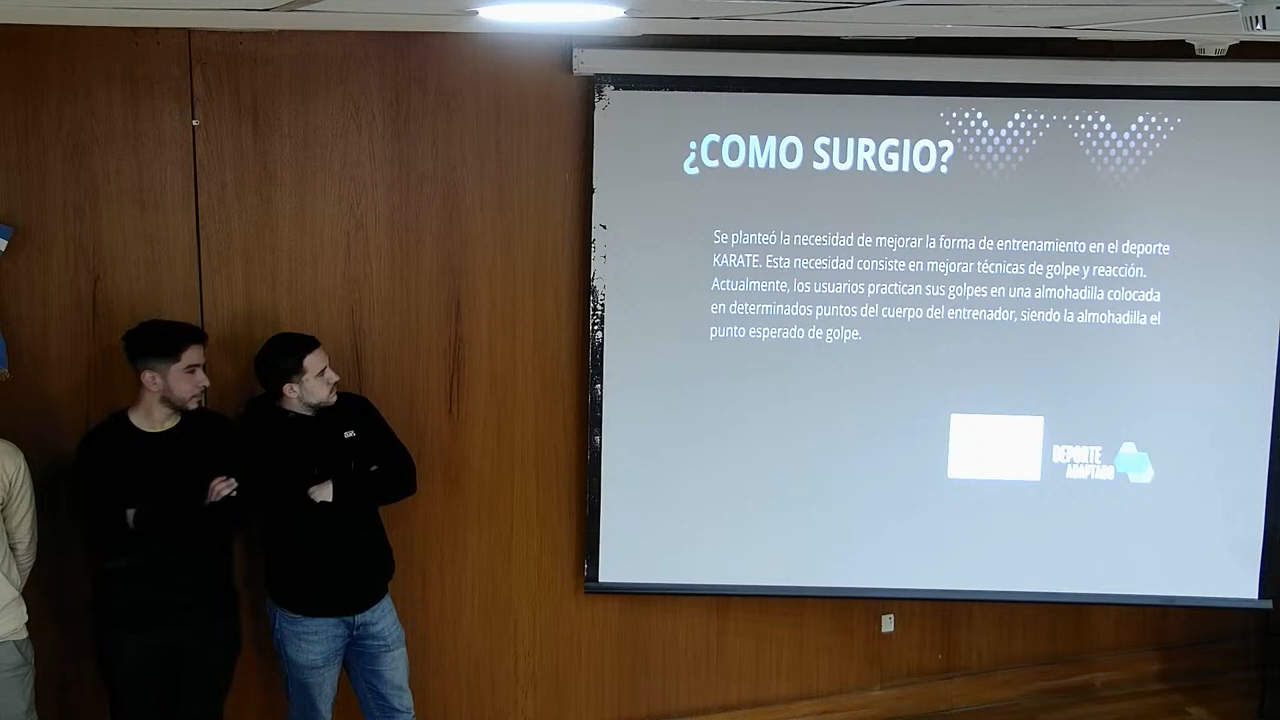 ¿COMO SURGIO?
Se planteó la necesidad de mejorar la forma de entrenamiento en el deporte
KARATE. Esta necesidad consiste en mejorar técnicas de golpe y reacción.
Actualmente, los usuarios practican sus golpes en una almohadilla colocada
en determinados puntos del cuerpo del entrenador, siendo la almohadilla el
punto esperado de golpe.
DEPORTE
ADAPTADO